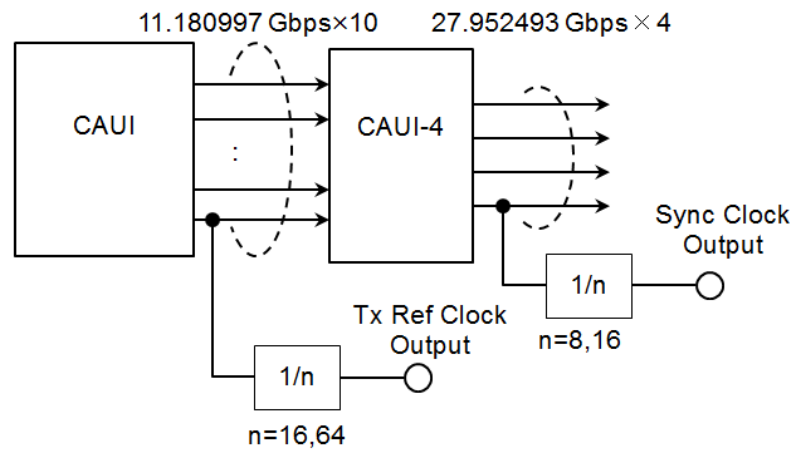 11.180997 Gbps×10
27.952493 Gbps × 4
CAUI
CAUI-4
:
Sync Clock
Output
1/n
n=8,16
Tx Ref Clock
Output
1/n
n=16,64